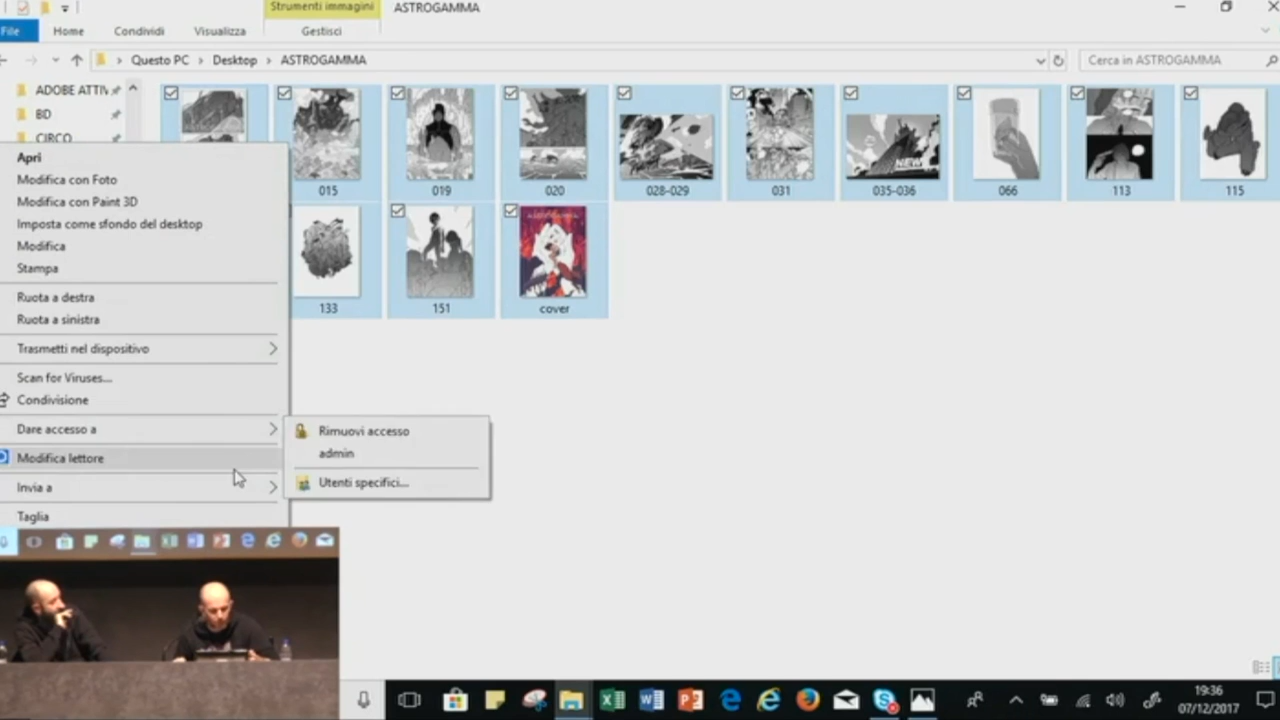 Strumenti immagini
ASTROGAMMA
File
Home
Condividi
Visualizza
Gestisci
Questo PC
Desktop
ASTROGAMMA
Cerca in ASTROGAMMA
BD
CIRCO
015
019
020
028-029
031
NEW
035-036
066
113
115
133
151
cover
Apri
Modifica con Foto
Modifica con Paint 3D
Imposta come sfondo del desktop
Modifica
Stampa
Ruota a destra
Ruota a sinistra
Trasmetti nel dispositivo
Scan for Viruses...
Condivisione
Dare accesso a
Modifica lettore
Invia a
Taglia
Rimuovi accesso
admin
Utenti specifici...
19:36
07/12/2017